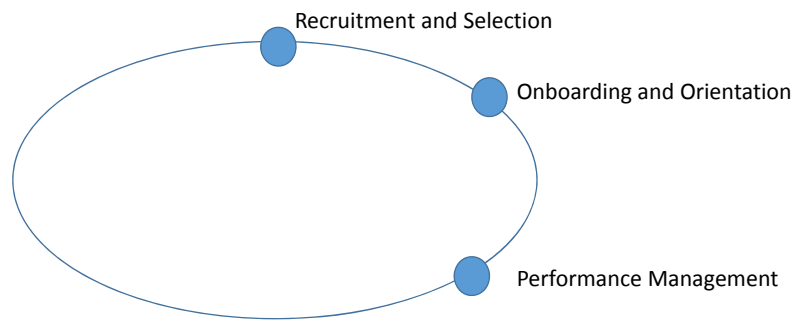 Recruitment and Selection
Onboarding and Orientation
Performance Management